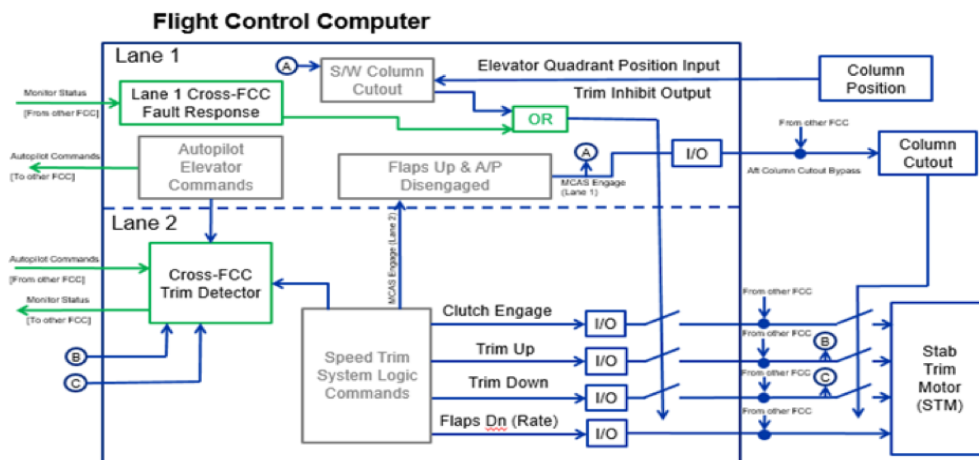 Flight Control Computer
Lane 1
A
S/W Column
Cutout
Elevator Quadrant Position Input
Column
Position
Monitor Status
[From other FCC]
Lane 1 Cross-FCC
Fault Response
Trim Inhibit Output
OR
From other FCC
Autopilot Commands
[To other FCC]
Autopilot
Elevator
Commands
Flaps Up & A/P
Disengaged
A
MCAS Engage
(Lane 1)
I/O
Aft Column Cutout Bypass
Column
Cutout
Lane 2
MCAS Engage (Lane 2)
Autopilot Commands
[From other FCC]
Cross-FCC
Trim Detector
Monitor Status
[To other FCC]
B
C
Speed Trim
System Logic
Commands
Clutch Engage
I/O
From other FCC
Trim Up
I/O
From other FCC
B
Trim Down
I/O
From other FCC
C
Flaps Dn (Rate)
I/O
From other FCC
Stab
Trim
Motor
(STM)